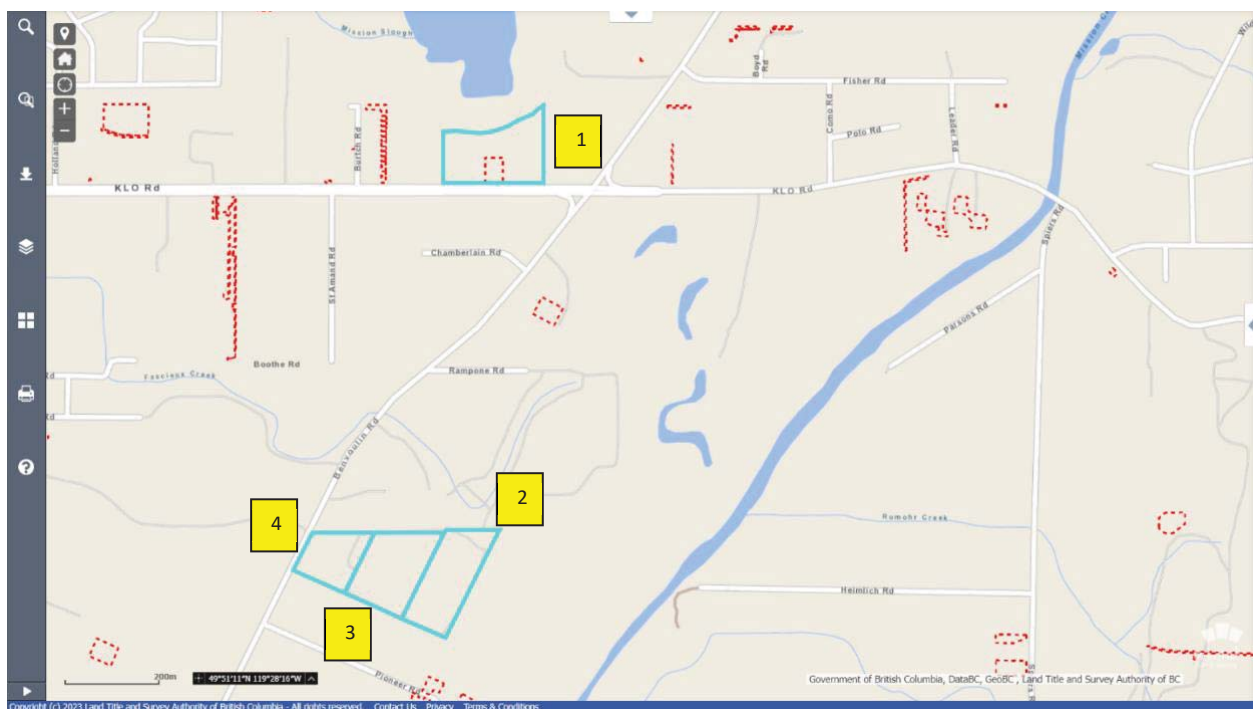 Mission Slough
Mission C
Wild
Boyd Rd
Fisher Rd
Como Rd
Polo Rd
Leader Rd
Burtch Rd
1
KLO Rd
KLO Rd
Spiers Rd
St Amand Rd
Chamberlain Rd
Parsons Rd
Boothe Rd
Rampone Rd
Fascieux Creek
Rd
Rd
Benvoulin Rd
2
4
Rumohr Creek
Heimlich Rd
3
Pioneer Rd
200m
49°51'11"N 119°28'16"W
Government of British Columbia, DataBC, GeoBC , Land Title and Survey Authority of BC
Copyright (c) 2023 Land Title and Survey Authority of British Columbia - All rights reserved. Contact Us Privacy Terms & Conditions